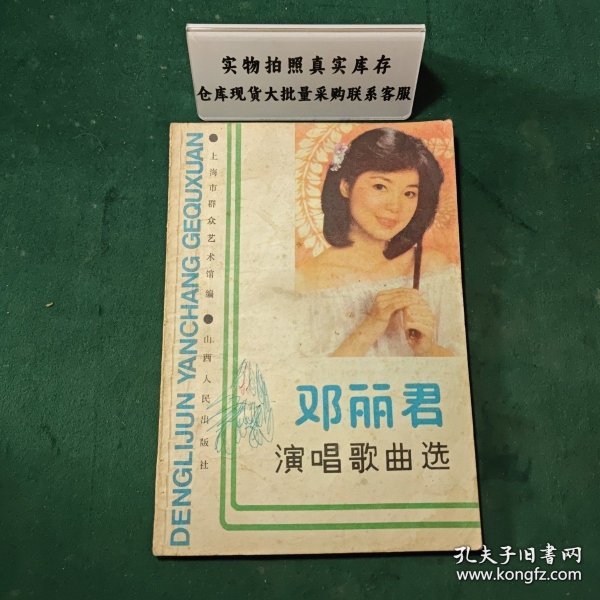 实物拍照真实库存
仓库现货大批量采购联系客服
DENGLIJUN YANCHANG GEQUXUAN
●上海市群众艺术馆编●山西人民出版社
邓丽君
演唱歌曲选
孔夫子旧书网
www.kongfz.com